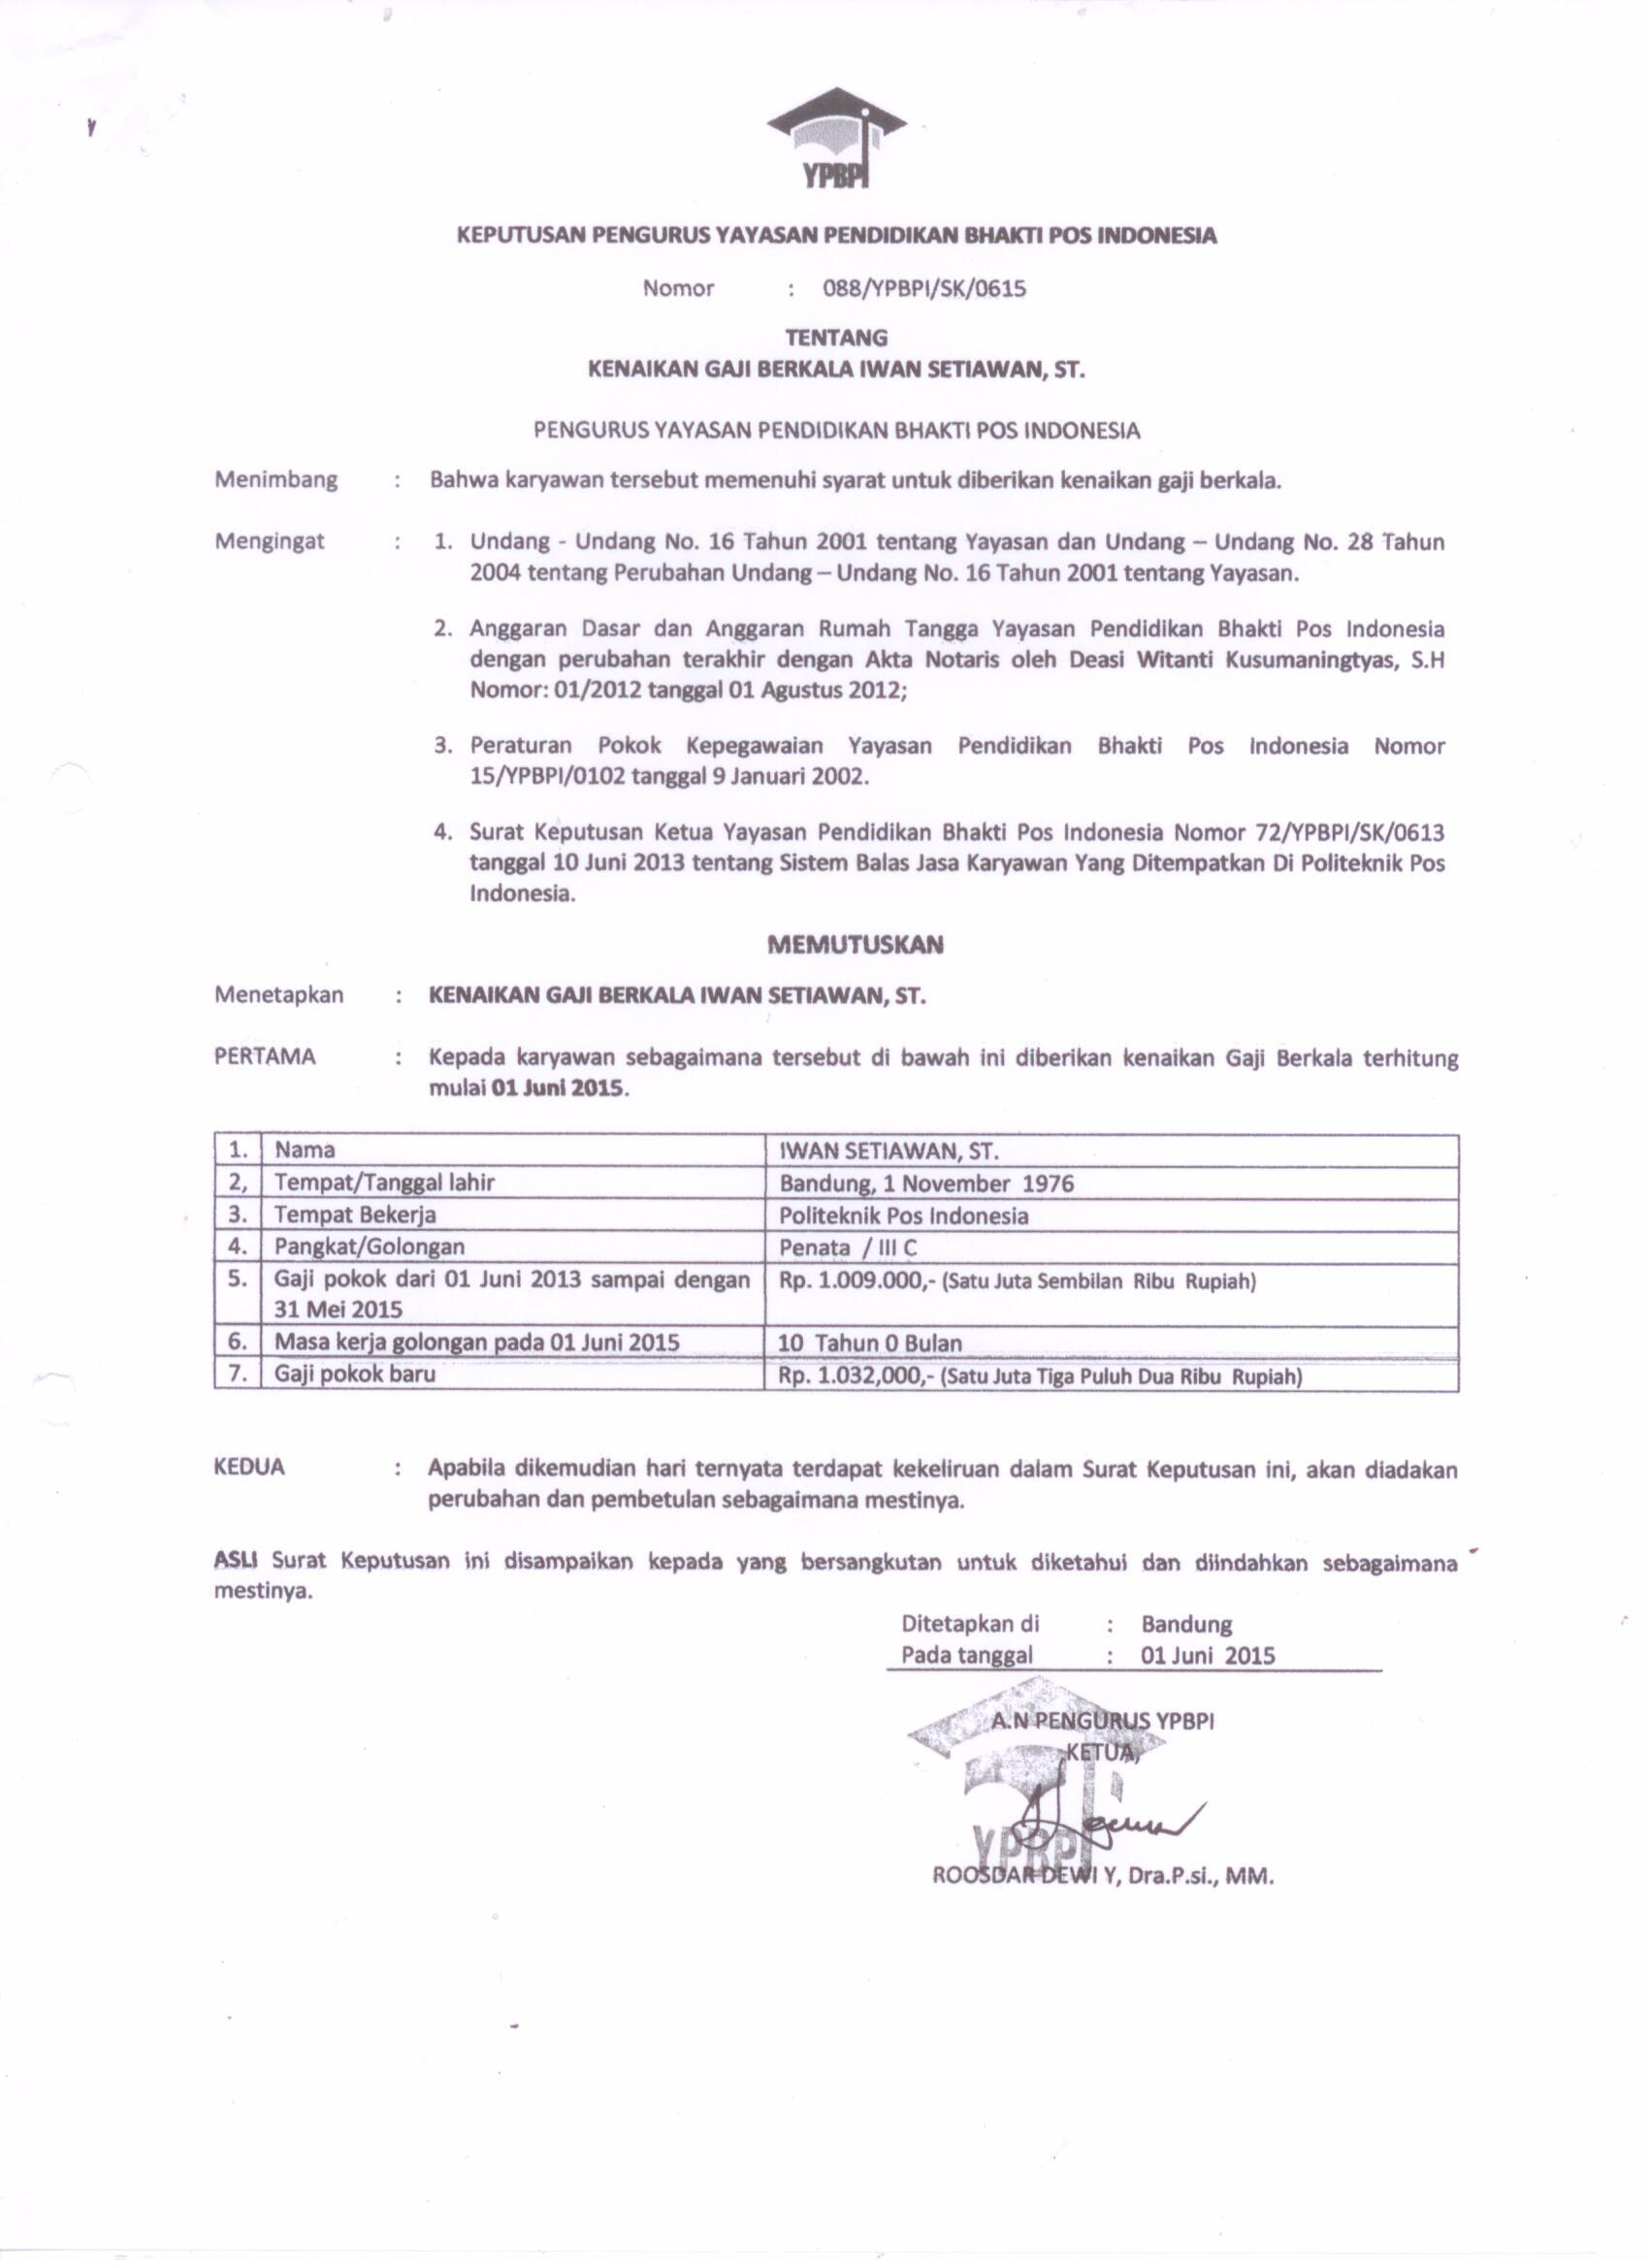 YPBPI
KEPUTUSAN PENGURUS YAYASAN PENDIDIKAN BHAKTI POS INDONESIA
Nomor : 088/YPBPI/SK/0615
TENTANG
KENAIKAN GAJI BERKALA IWAN SETIAWAN, ST.
PENGURUS YAYASAN PENDIDIKAN BHAKTI POS INDONESIA
Menimbang : Bahwa karyawan tersebut memenuhi syarat untuk diberikan kenaikan gaji berkala.
Mengingat : 1. Undang - Undang No. 16 Tahun 2001 tentang Yayasan dan Undang – Undang No. 28 Tahun
2004 tentang Perubahan Undang – Undang No. 16 Tahun 2001 tentang Yayasan.
2. Anggaran Dasar dan Anggaran Rumah Tangga Yayasan Pendidikan Bhakti Pos Indonesia
dengan perubahan terakhir dengan Akta Notaris oleh Deasi Witanti Kusumaningtyas, S.H
Nomor: 01/2012 tanggal 01 Agustus 2012;
3. Peraturan Pokok Kepegawaian Yayasan Pendidikan Bhakti Pos Indonesia Nomor
15/YPBPI/0102 tanggal 9 Januari 2002.
4. Surat Keputusan Ketua Yayasan Pendidikan Bhakti Pos Indonesia Nomor 72/YPBPI/SK/0613
tanggal 10 Juni 2013 tentang Sistem Balas Jasa Karyawan Yang Ditempatkan Di Politeknik Pos
Indonesia.
MEMUTUSKAN
Menetapkan : KENAIKAN GAJI BERKALA IWAN SETIAWAN, ST.
PERTAMA : Kepada karyawan sebagaimana tersebut di bawah ini diberikan kenaikan Gaji Berkala terhitung
mulai 01 Juni 2015.
1. Nama IWAN SETIAWAN, ST.
2, Tempat/Tanggal lahir Bandung, 1 November 1976
3. Tempat Bekerja Politeknik Pos Indonesia
4. Pangkat/Golongan Penata / III C
5. Gaji pokok dari 01 Juni 2013 sampai dengan Rp. 1.009.000,- (Satu Juta Sembilan Ribu Rupiah)
31 Mei 2015
6. Masa kerja golongan pada 01 Juni 2015 10 Tahun 0 Bulan
7. Gaji pokok baru Rp. 1.032,000,- (Satu Juta Tiga Puluh Dua Ribu Rupiah)
KEDUA : Apabila dikemudian hari ternyata terdapat kekeliruan dalam Surat Keputusan ini, akan diadakan
perubahan dan pembetulan sebagaimana mestinya.
ASLI Surat Keputusan ini disampaikan kepada yang bersangkutan untuk diketahui dan diindahkan sebagaimana
mestinya.
Ditetapkan di : Bandung
Pada tanggal : 01 Juni 2015
A.N PENGURUS YPBPI
KETUA,
YPBPI
ROOSDAR DEWI Y, Dra.P.si., MM.